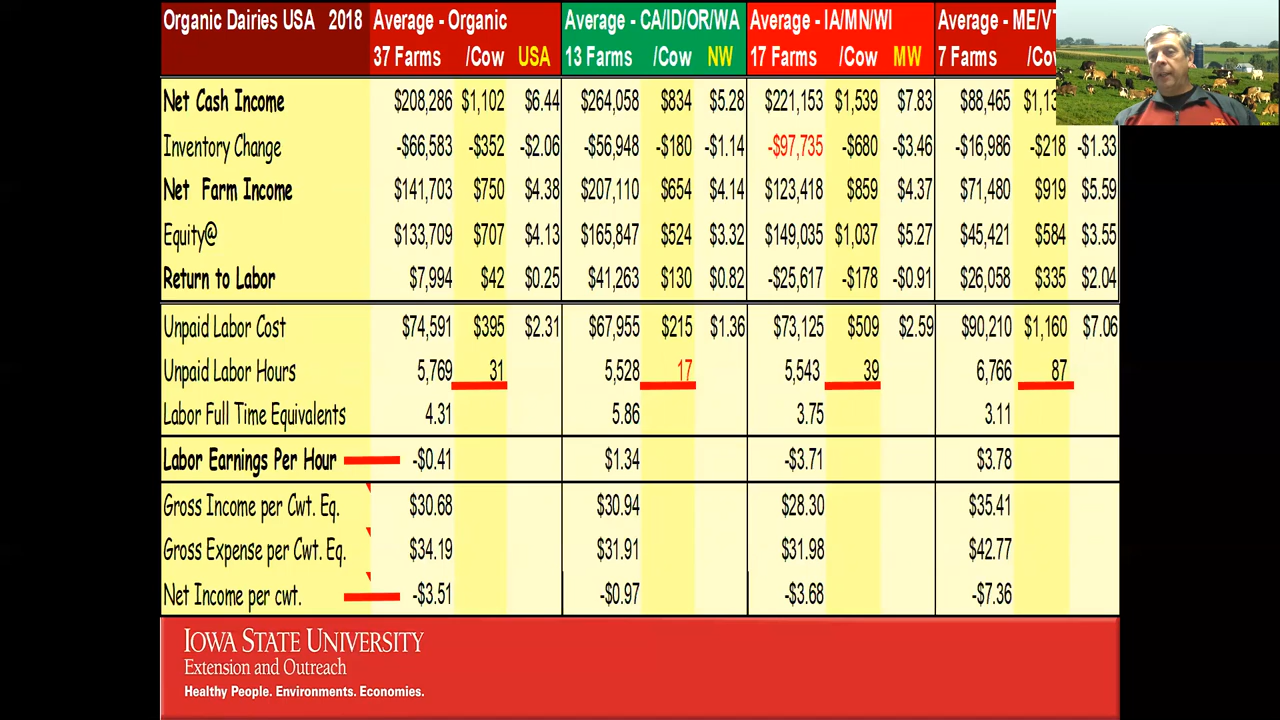 Organic Dairies USA 2018 Average - Organic Average - CA/ID/OR/WA Average - IA/MN/WI Average -
37 Farms /Cow USA 13 Farms /Cow NW 17 Farms /Cow MW 7 Farms
Net Cash Income $208,286 $1,102 $6.44 $264,058 $834 $5.28 $221,153 $1,539 $7.83 $88,465
Inventory Change -$66,583 -$352 -$2.06 -$56,948 -$180 -$1.14 -$97,735 -$680 -$3.46 -$16,986 -$218 -$1.33
Net Farm Income $141,703 $750 $4.38 $207,110 $654 $4.14 $123,418 $859 $4.37 $71,480 $919 $5.59
Equity@ $133,709 $707 $4.13 $165,847 $524 $3.32 $149,035 $1,037 $5.27 $45,421 $584 $3.55
Return to Labor $7,994 $42 $0.25 $41,263 $130 $0.82 -$25,617 -$178 -$0.91 $26,058 $335 $2.04
Unpaid Labor Cost $74,591 $395 $2.31 $67,955 $215 $1.36 $73,125 $509 $2.59 $90,210 $1,160 $7.06
Unpaid Labor Hours 5,769 31 5,528 17 5,543 39 6,766 87
Labor Full Time Equivalents 4.31 5.86 3.75 3.11
Labor Earnings Per Hour -$0.41 $1.34 -$3.71 $3.78
Gross Income per Cwt. Eq. $30.68 $30.94 $28.30 $35.41
Gross Expense per Cwt. Eq. $34.19 $31.91 $31.98 $42.77
Net Income per cwt. -$3.51 -$0.97 -$3.68 -$7.36
IOWA STATE UNIVERSITY
Extension and Outreach
Healthy People. Environments. Economies.